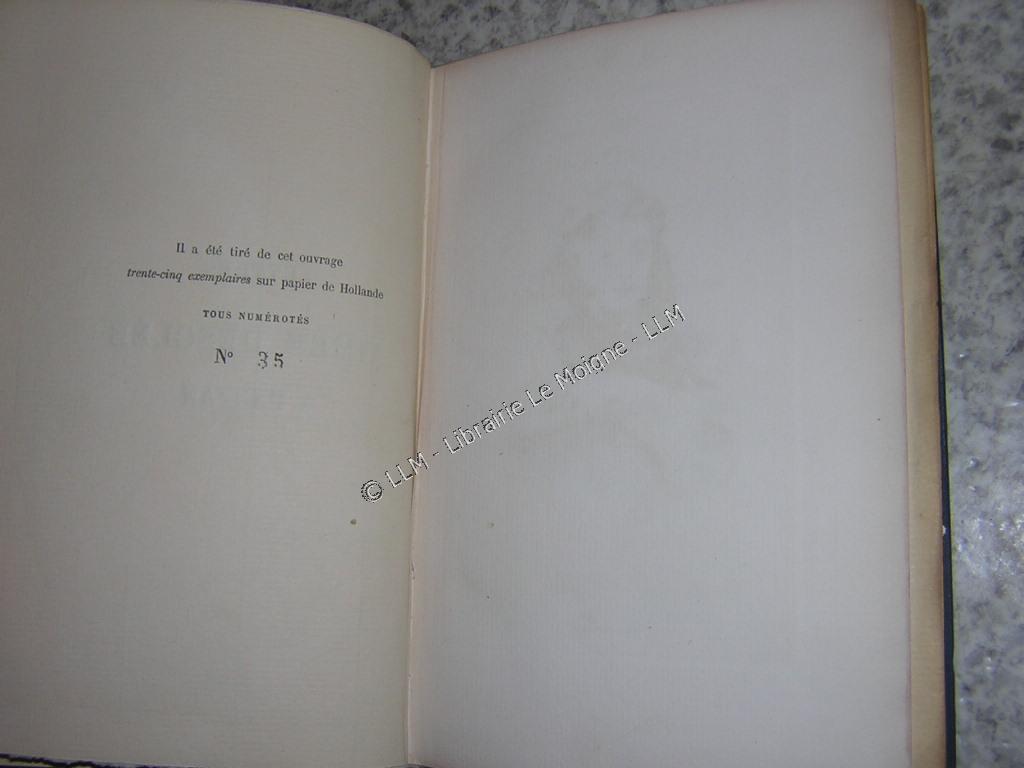 Il a été tiré de cet ouvrage
trente-cinq exemplaires sur papier de Hollande
TOUS NUMÉROTÉS
N° 35
© LLM - Librairie Le Moigne - LLM